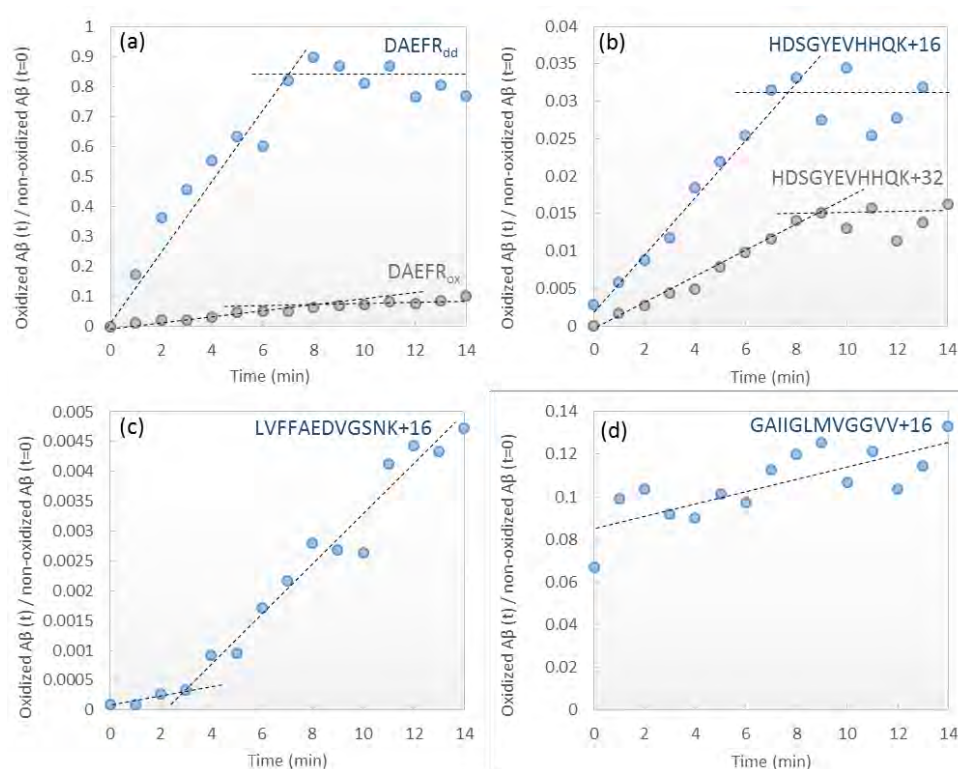 (a)
DAEFRdd
DAEFRox
Oxidized Aβ (t) / non-oxidized Aβ (t=0)
1
0.9
0.8
0.7
0.6
0.5
0.4
0.3
0.2
0.1
0
0 2 4 6 8 10 12 14
Time (min)
(b)
HDSGYEVHHQK+16
HDSGYEVHHQK+32
Oxidized Aβ (t) / non-oxidized Aβ (t=0)
0.04
0.035
0.03
0.025
0.02
0.015
0.01
0.005
0
0 2 4 6 8 10 12 14
Time (min)
(c)
LVFFAEDVGSNK+16
Oxidized Aβ (t) / non-oxidized Aβ (t=0)
0.005
0.0045
0.004
0.0035
0.003
0.0025
0.002
0.0015
0.001
0.0005
0
0 2 4 6 8 10 12 14
Time (min)
(d)
GAIIGLMVGGVV+16
Oxidized Aβ (t) / non-oxidized Aβ (t=0)
0.14
0.12
0.1
0.08
0.06
0.04
0.02
0
0 2 4 6 8 10 12 14
Time (min)